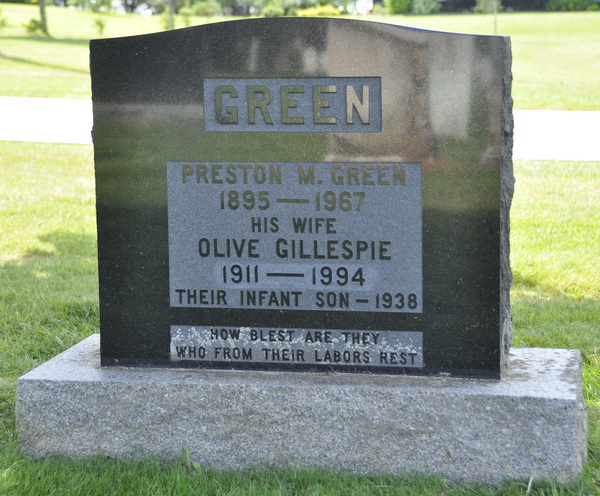 GREEN
PRESTON M. GREEN
1895 — 1967
HIS WIFE
OLIVE GILLESPIE
1911 — 1994
THEIR INFANT SON – 1938
HOW BLEST ARE THEY
WHO FROM THEIR LABORS REST